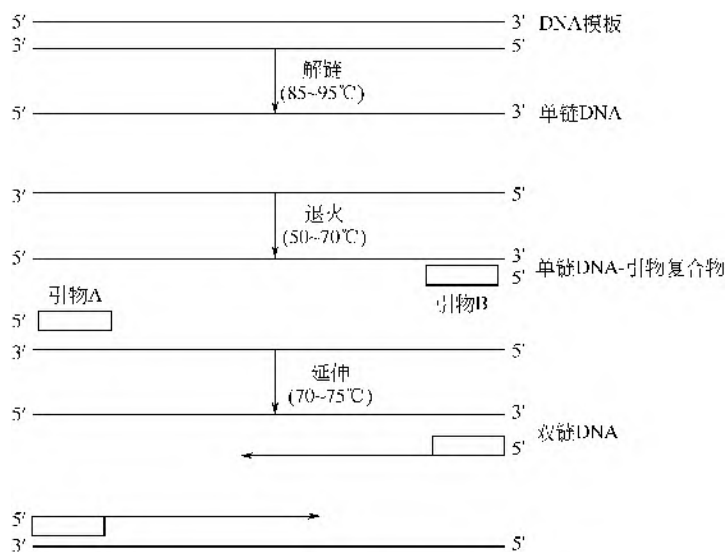 5′ 3′ DNA模板
3′ 5′
解链
(85~95℃)
5′ 3′ 单链DNA
3′ 5′
退火
(50~70℃)
5′ 3′
5′ 单链DNA-引物复合物
引物A 引物B
5′
3′ 5′
延伸
(70~75℃)
5′ 3′
5′ 双链DNA
5′
3′ 5′